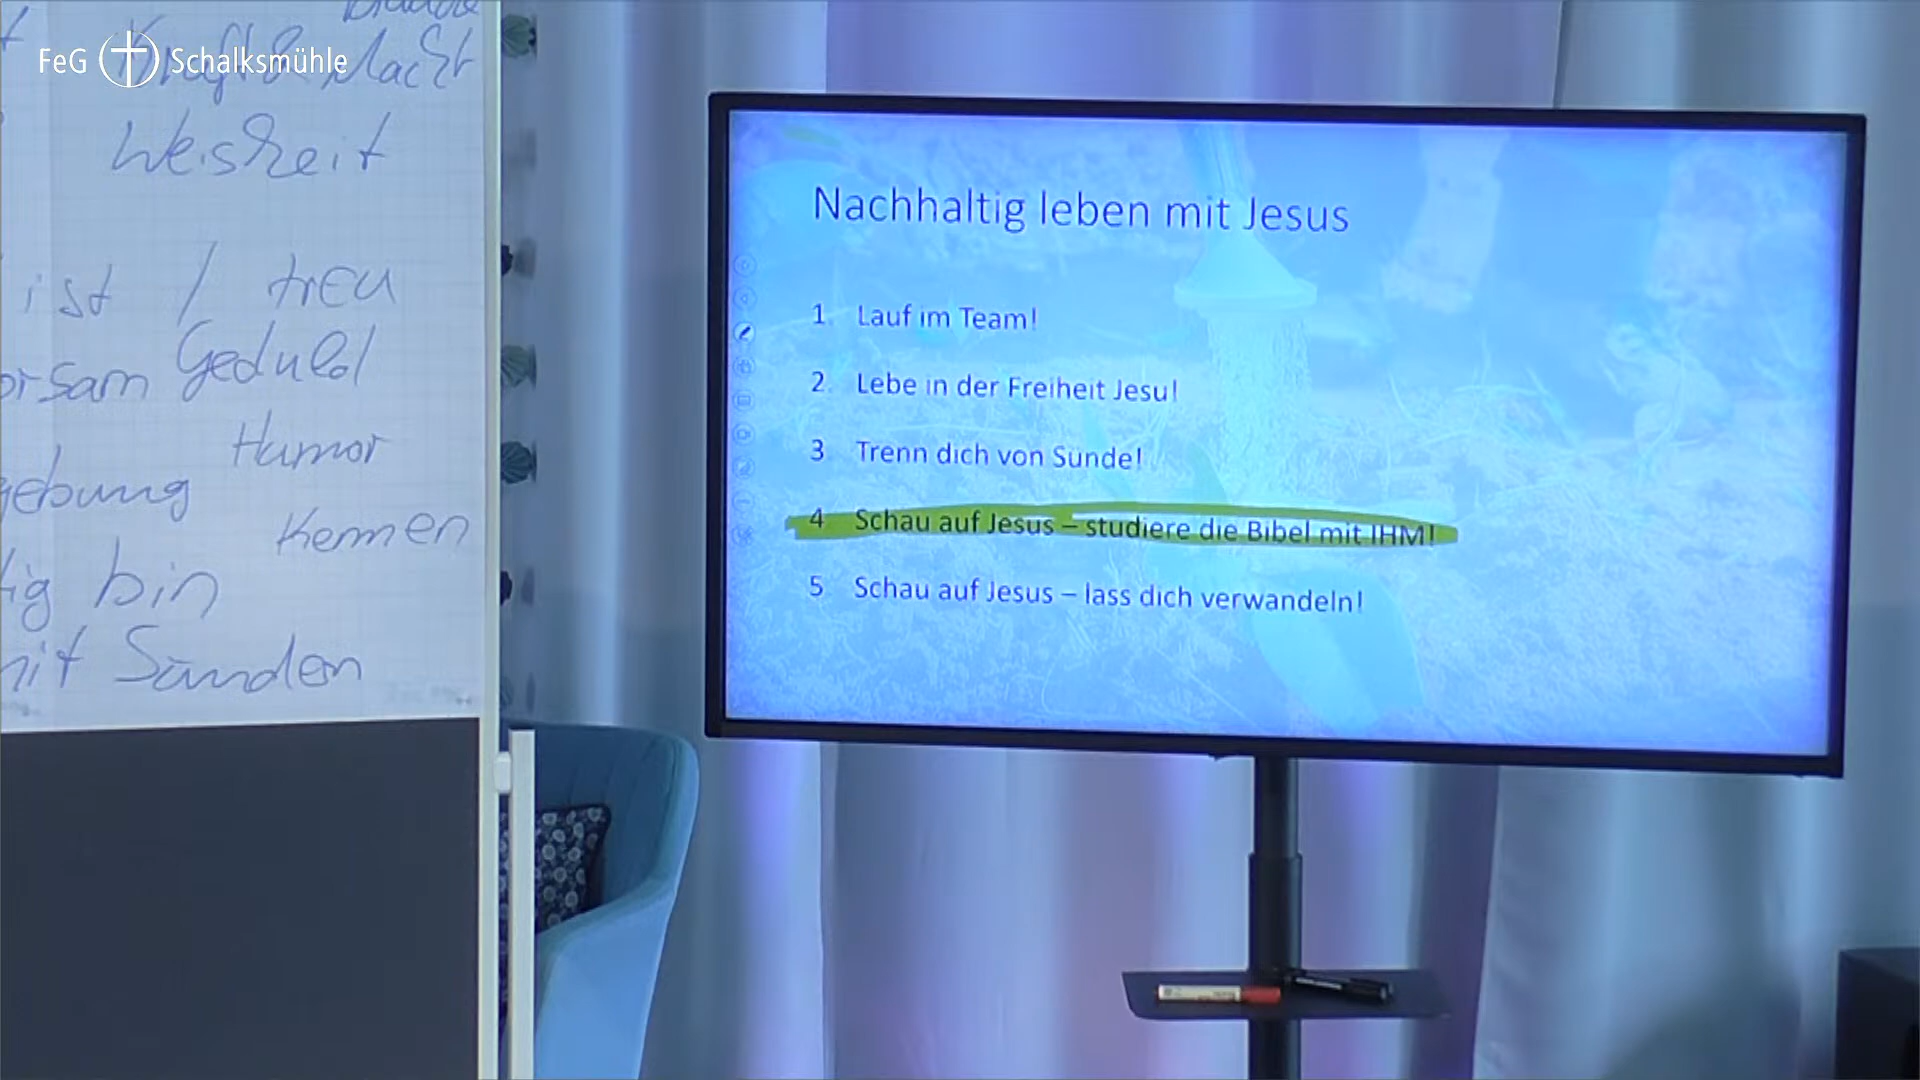 FeG Schalksmühle
Weisheit
ist / treu
Geduld
Humor
Kennen
bin
Sünden
Nachhaltig leben mit Jesus
1. Lauf im Team!
2. Lebe in der Freiheit Jesu!
3 Trenn dich von Sünde!
4 Schau auf Jesus – studiere die Bibel mit IHM!
5 Schau auf Jesus – lass dich verwandeln!